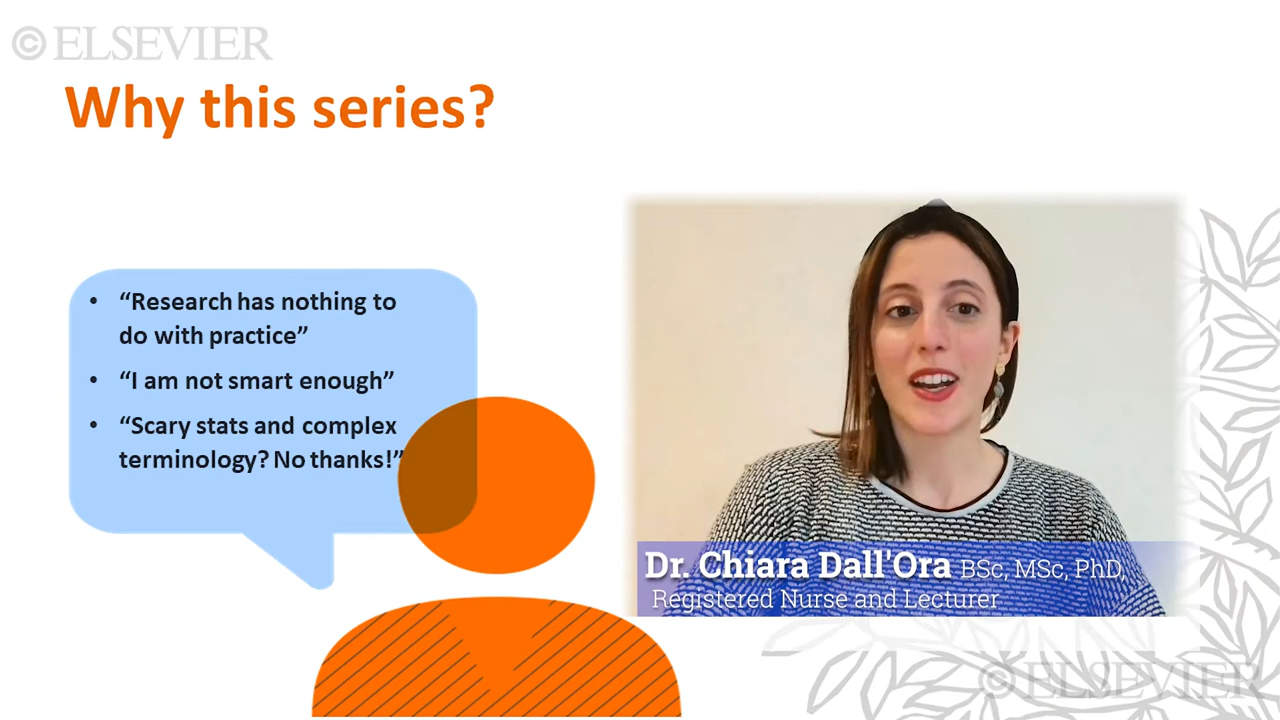 © ELSEVIER
Why this series?
• “Research has nothing to
do with practice”
• “I am not smart enough”
• “Scary stats and complex
terminology? No thanks!”
Dr. Chiara Dall'Ora BSc, MSc, PhD,
Registered Nurse and Lecturer
© ELSEVIER